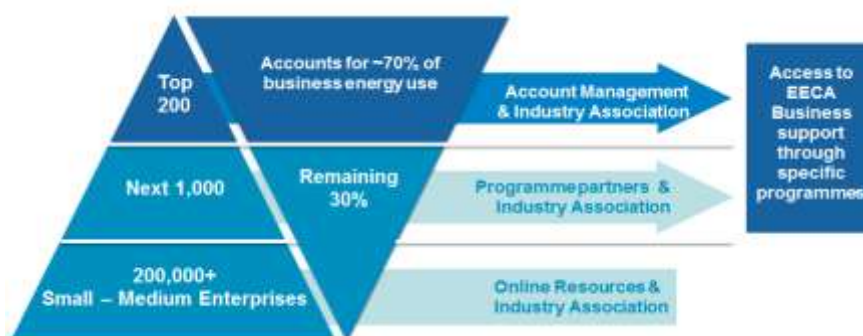 Top
200
Accounts for ~70% of
business energy use
Account Management
& Industry Association
Access to
EECA
Business
support
through
specific
programmes
Next 1,000
Remaining
30%
Programmepartners &
Industry Association
200,000+
Small – Medium Enterprises
Online Resources &
Industry Association